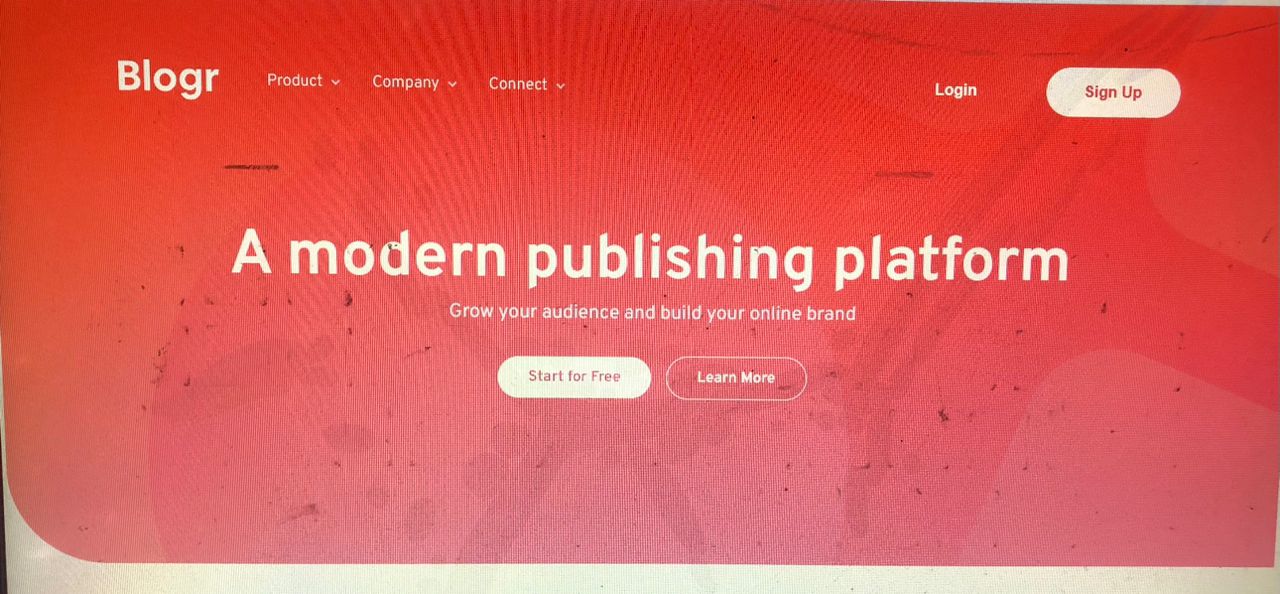 Blogr Product Company Connect Login Sign Up
A modern publishing platform
Grow your audience and build your online brand
Start for Free Learn More